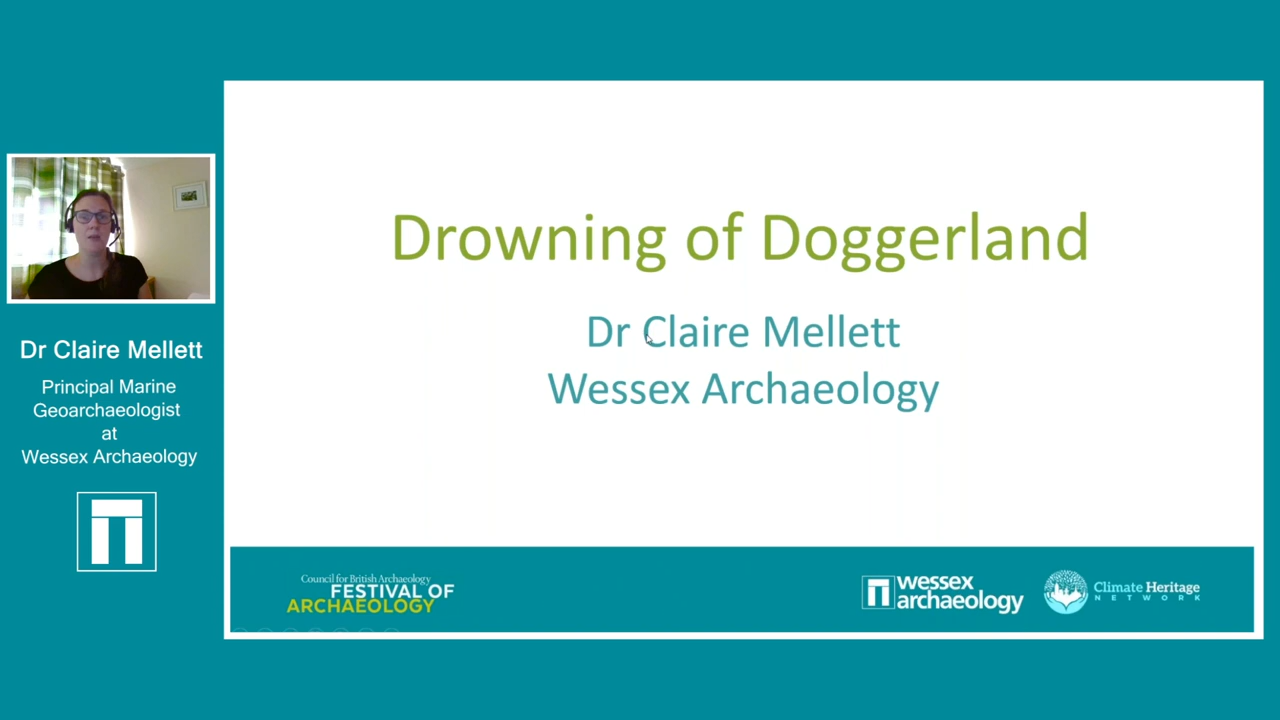 Dr Claire Mellett
Principal Marine
Geoarchaeologist
at
Wessex Archaeology
Drowning of Doggerland
Dr Claire Mellett
Wessex Archaeology
Council for British Archaeology
FESTIVAL OF
ARCHAEOLOGY
wessex
archaeology
Climate Heritage
NETWORK